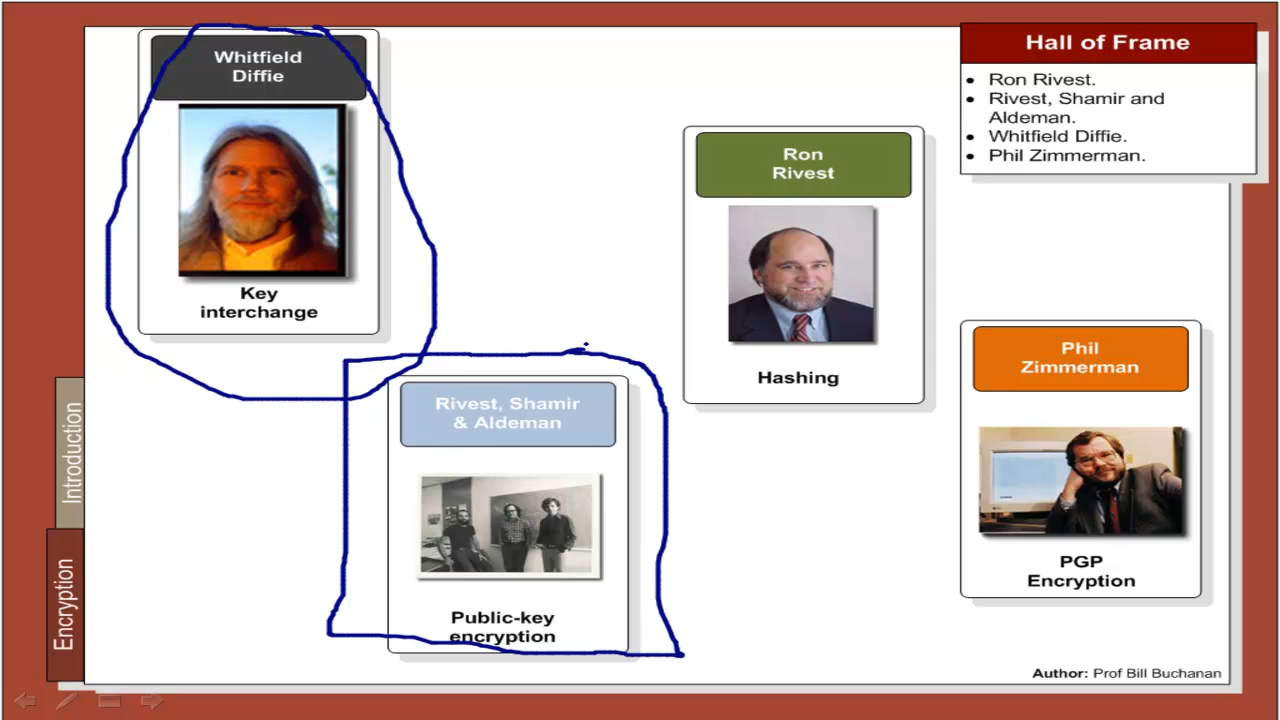 Whitfield
Diffie
Key
interchange
Rivest, Shamir
& Aldeman
Public-key
encryption
Ron
Rivest
Hashing
Hall of Frame
Ron Rivest.
Rivest, Shamir and
Aldeman.
Whitfield Diffie.
Phil Zimmerman.
Phil
Zimmerman
PGP
Encryption
Introduction
Encryption
Author: Prof Bill Buchanan